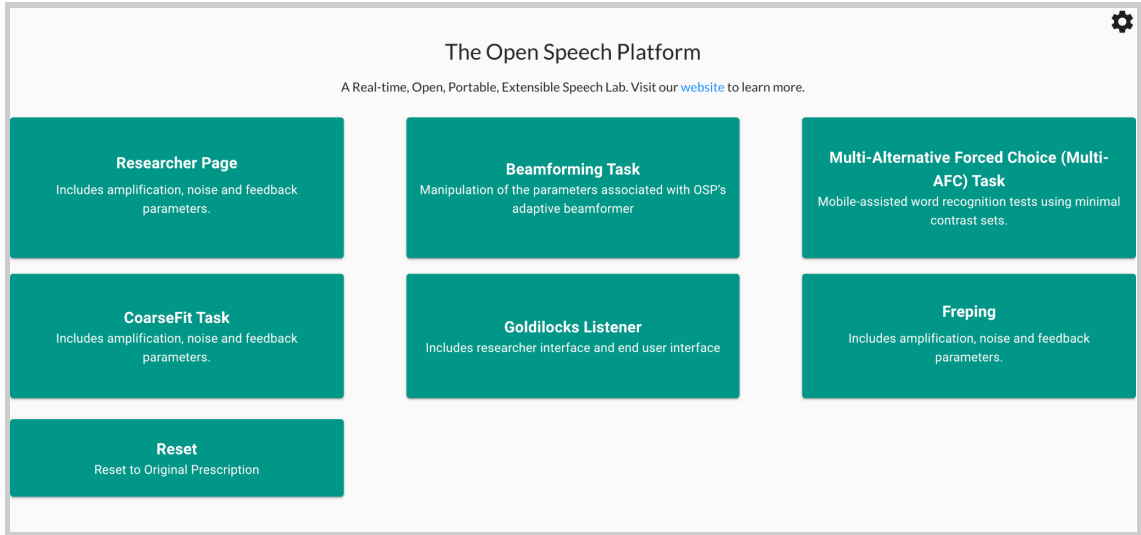 The Open Speech Platform
A Real-time, Open, Portable, Extensible Speech Lab. Visit our website to learn more.
Researcher Page
Includes amplification, noise and feedback
parameters.
Beamforming Task
Manipulation of the parameters associated with OSP's
adaptive beamformer
Multi-Alternative Forced Choice (Multi-
AFC) Task
Mobile-assisted word recognition tests using minimal
contrast sets.
CoarseFit Task
Includes amplification, noise and feedback
parameters.
Goldilocks Listener
Includes researcher interface and end user interface
Freping
Includes amplification, noise and feedback
parameters.
Reset
Reset to Original Prescription